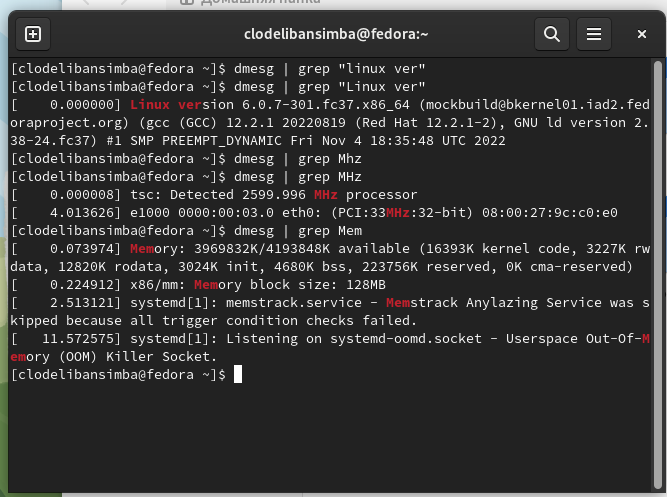 Домашняя папка
clodelibansimba@fedora:~
[clodelibansimba@fedora ~]$ dmesg | grep "linux ver"
[clodelibansimba@fedora ~]$ dmesg | grep "Linux ver"
[    0.000000] Linux version 6.0.7-301.fc37.x86_64 (mockbuild@bkernel01.iad2.fed
oraproject.org) (gcc (GCC) 12.2.1 20220819 (Red Hat 12.2.1-2), GNU ld version 2.
38-24.fc37) #1 SMP PREEMPT_DYNAMIC Fri Nov 4 18:35:48 UTC 2022
[clodelibansimba@fedora ~]$ dmesg | grep Mhz
[clodelibansimba@fedora ~]$ dmesg | grep MHz
[    0.000008] tsc: Detected 2599.996 MHz processor
[    4.013626] e1000 0000:00:03.0 eth0: (PCI:33MHz:32-bit) 08:00:27:9c:c0:e0
[clodelibansimba@fedora ~]$ dmesg | grep Mem
[    0.073974] Memory: 3969832K/4193848K available (16393K kernel code, 3227K rw
data, 12820K rodata, 3024K init, 4680K bss, 223756K reserved, 0K cma-reserved)
[    0.224912] x86/mm: Memory block size: 128MB
[    2.513121] systemd[1]: memstrack.service - Memstrack Anylazing Service was s
kipped because all trigger condition checks failed.
[   11.572575] systemd[1]: Listening on systemd-oomd.socket - Userspace Out-Of-M
emory (OOM) Killer Socket.
[clodelibansimba@fedora ~]$